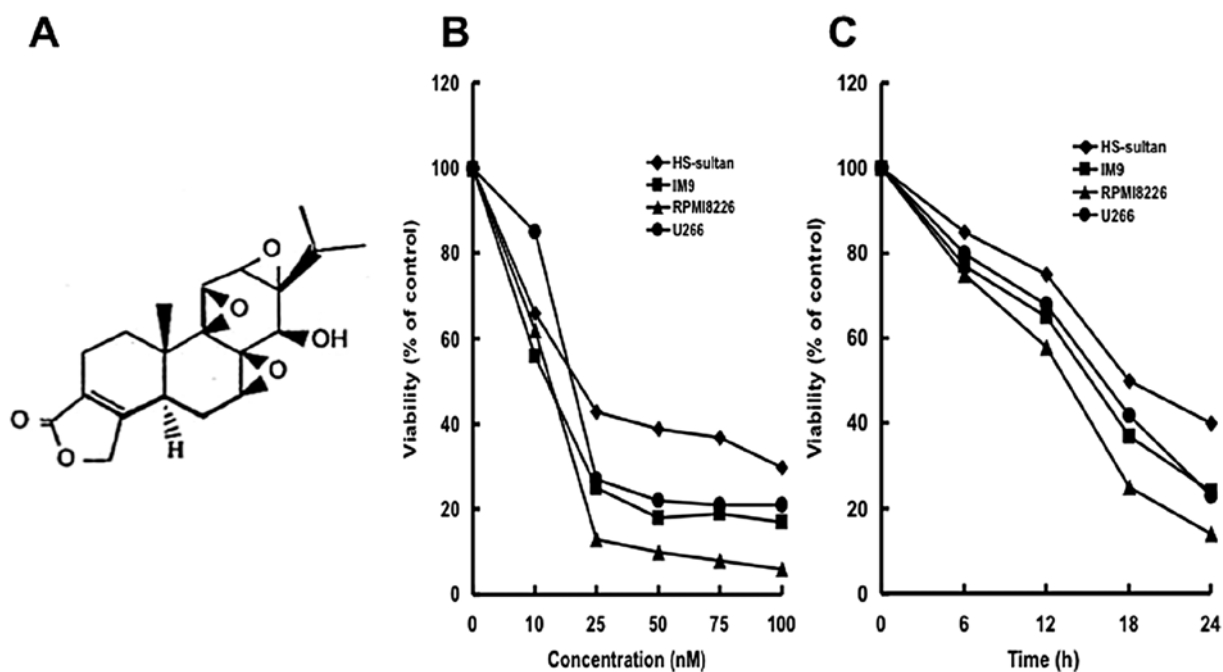 A
O
O
OH
O
O
O
H
B
120
100
80
60
40
20
0
Viability (% of control)
HS-sultan
IM9
RPMI8226
U266
0 10 25 50 75 100
Concentration (nM)
C
120
100
80
60
40
20
0
Viability (% of control)
HS-sultan
IM9
RPMI8226
U266
0 6 12 18 24
Time (h)